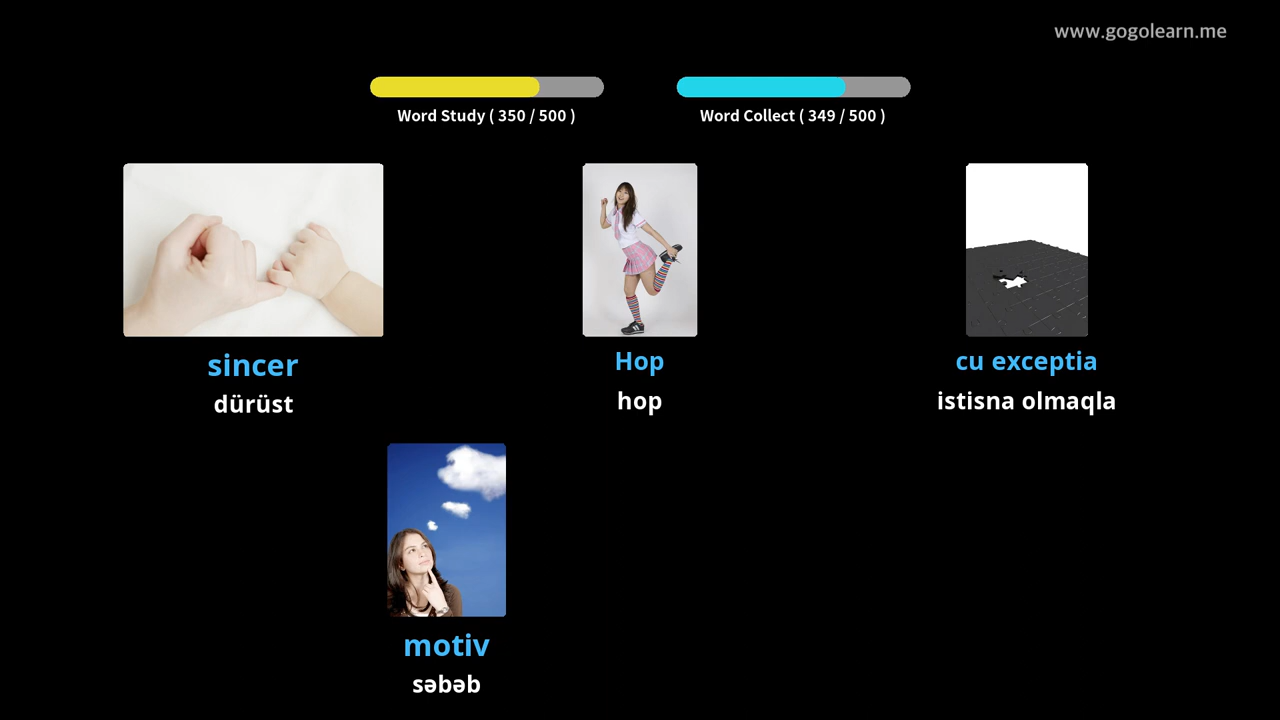 www.gogolearn.me
Word Study ( 350 / 500 )
Word Collect ( 349 / 500 )
sincer
dürüst
Hop
hop
cu exceptia
istisna olmaqla
motiv
səbəb